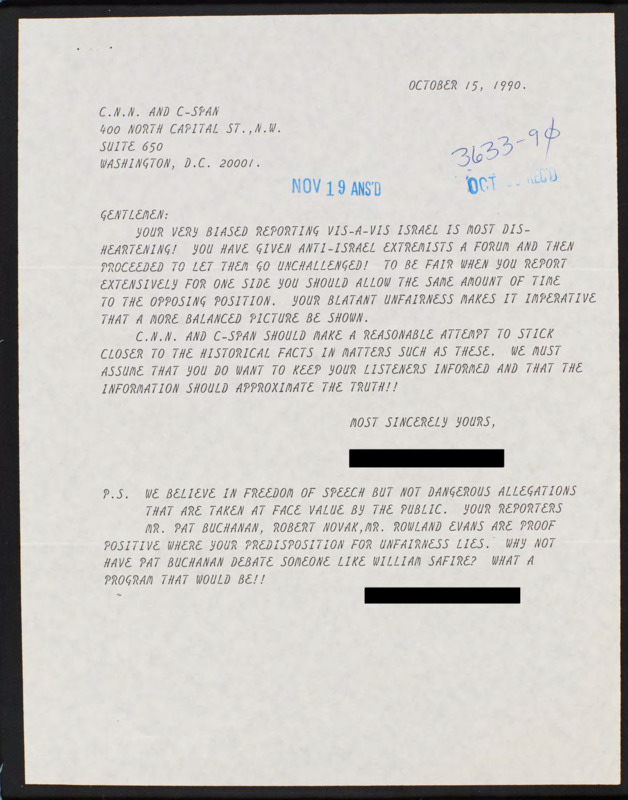 OCTOBER 15, 1990.
C.N.N. AND C-SPAN
400 NORTH CAPITAL ST.,N.W.
SUITE 650
WASHINGTON, D.C. 20001.
3633-90
NOV 19 ANS'D
OCT REC'D
GENTLEMEN:
YOUR VERY BIASED REPORTING VIS-A-VIS ISRAEL IS MOST DIS-
HEARTENING! YOU HAVE GIVEN ANTI-ISRAEL EXTREMISTS A FORUM AND THEN
PROCEEDED TO LET THEM GO UNCHALLENGED! TO BE FAIR WHEN YOU REPORT
EXTENSIVELY FOR ONE SIDE YOU SHOULD ALLOW THE SAME AMOUNT OF TIME
TO THE OPPOSING POSITION. YOUR BLATANT UNFAIRNESS MAKES IT IMPERATIVE
THAT A MORE BALANCED PICTURE BE SHOWN.
C.N.N. AND C-SPAN SHOULD MAKE A REASONABLE ATTEMPT TO STICK
CLOSER TO THE HISTORICAL FACTS IN MATTERS SUCH AS THESE. WE MUST
ASSUME THAT YOU DO WANT TO KEEP YOUR LISTENERS INFORMED AND THAT THE
INFORMATION SHOULD APPROXIMATE THE TRUTH!!
MOST SINCERELY YOURS,
P.S. WE BELIEVE IN FREEDOM OF SPEECH BUT NOT DANGEROUS ALLEGATIONS
THAT ARE TAKEN AT FACE VALUE BY THE PUBLIC. YOUR REPORTERS
MR. PAT BUCHANAN, ROBERT NOVAK,MR. ROWLAND EVANS ARE PROOF
POSITIVE WHERE YOUR PREDISPOSITION FOR UNFAIRNESS LIES. WHY NOT
HAVE PAT BUCHANAN DEBATE SOMEONE LIKE WILLIAM SAFIRE? WHAT A
PROGRAM THAT WOULD BE!!